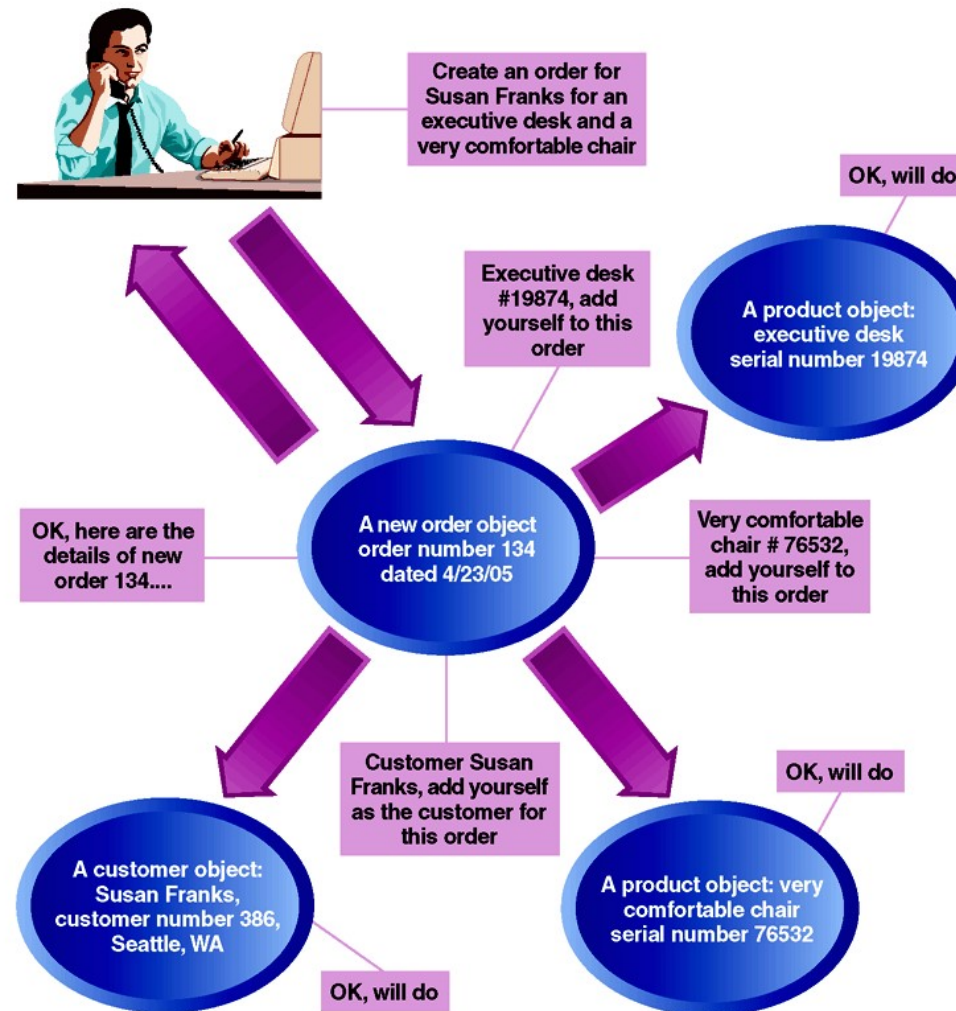 Create an order for
Susan Franks for an
executive desk and a
very comfortable chair
OK, will do
Executive desk
#19874, add
yourself to this
order
A product object:
executive desk
serial number 19874
OK, here are the
details of new
order 134....
A new order object
order number 134
dated 4/23/05
Very comfortable
chair # 76532,
add yourself to
this order
Customer Susan
Franks, add yourself
as the customer for
this order
OK, will do
A customer object:
Susan Franks,
customer number 386,
Seattle, WA
A product object: very
comfortable chair
serial number 76532
OK, will do